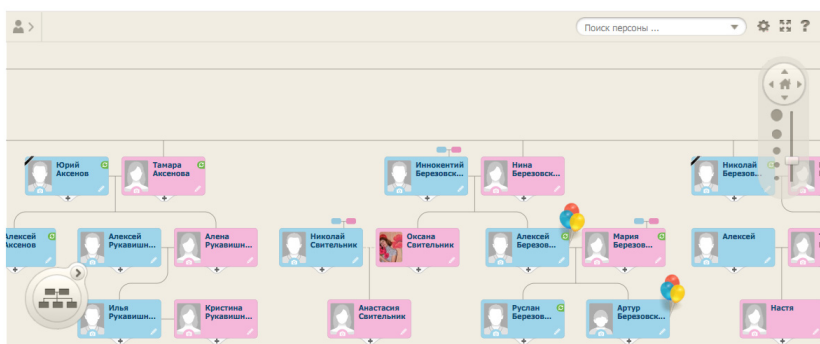 Поиск персоны ...
?
Юрий
Аксенов
Тамара
Аксенова
Иннокентий
Березовск...
Нина
Березовск...
Николай
Березов...
Алексей
Аксенов
Алексей
Рукавишн...
Алена
Рукавишн...
Николай
Свительник
Оксана
Свительник
Алексей
Березов...
Мария
Березов...
Алексей
Илья
Рукавишн...
Кристина
Рукавишн...
Анастасия
Свительник
Руслан
Березов...
Артур
Березовск...
Настя